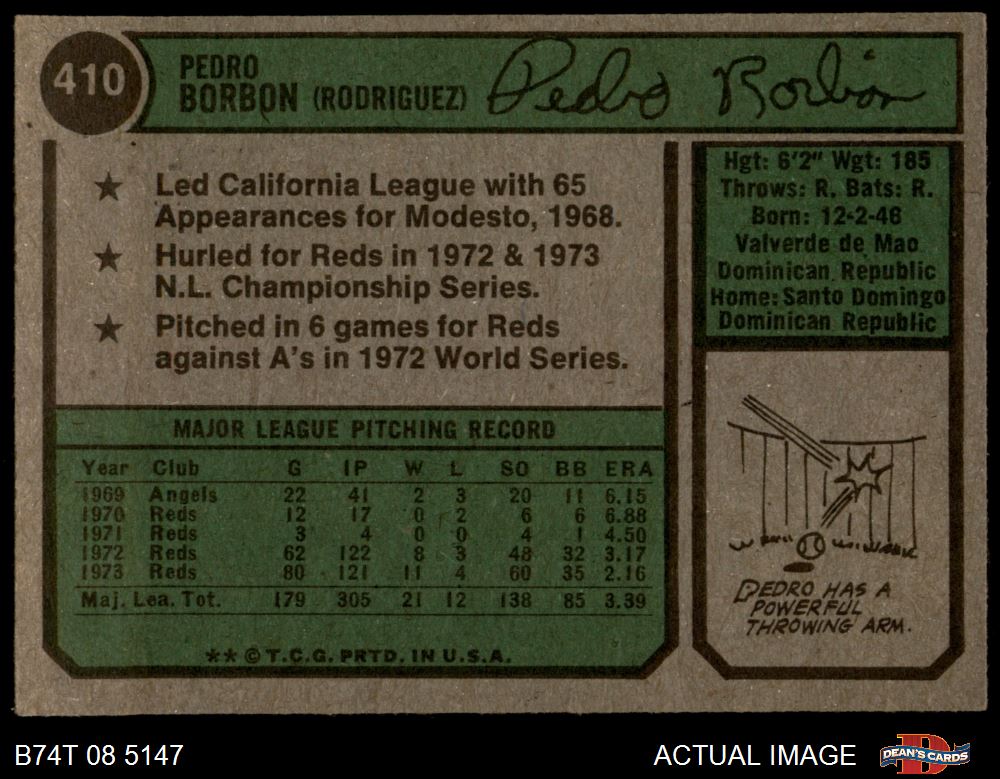 410
PEDRO
BORBON (RODRIGUEZ) Pedro Borbon
★ Led California League with 65
Appearances for Modesto, 1968.
★ Hurled for Reds in 1972 & 1973
N.L. Championship Series.
★ Pitched in 6 games for Reds
against A's in 1972 World Series.
Hgt: 6'2" Wgt: 185
Throws: R. Bats: R.
Born: 12-2-46
Valverde de Mao
Dominican Republic
Home: Santo Domingo
Dominican Republic
MAJOR LEAGUE PITCHING RECORD
Year Club G IP W L SO BB ERA
1969 Angels 22 41 2 3 20 11 6.15
1970 Reds 12 17 0 2 6 6 6.88
1971 Reds 3 4 0 0 4 1 4.50
1972 Reds 62 122 8 3 48 32 3.17
1973 Reds 80 121 11 4 60 35 2.16
Maj. Lea. Tot. 179 305 21 12 138 85 3.39
** © T.C.G. PRTD. IN U.S.A.
PEDRO HAS A
POWERFUL
THROWING ARM.
B74T 08 5147
ACTUAL IMAGE
D
DEAN'S CARDS